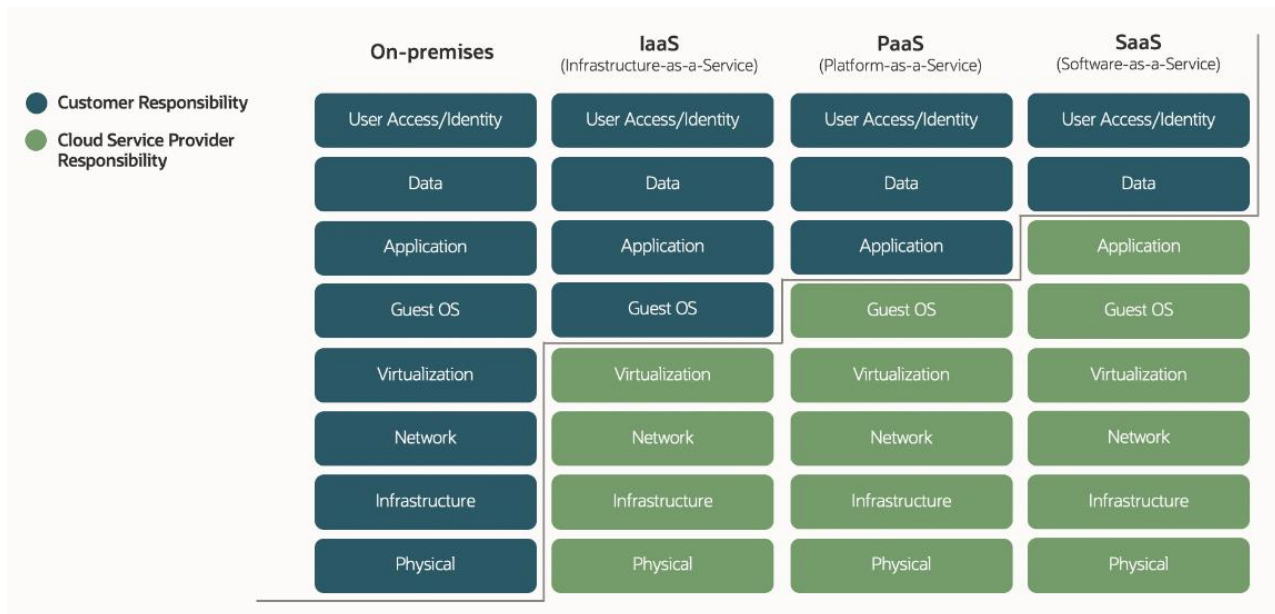 On-premises
IaaS
(Infrastructure-as-a-Service)
PaaS
(Platform-as-a-Service)
SaaS
(Software-as-a-Service)
Customer Responsibility
Cloud Service Provider
Responsibility
User Access/Identity
User Access/Identity
User Access/Identity
User Access/Identity
Data
Data
Data
Data
Application
Application
Application
Application
Guest OS
Guest OS
Guest OS
Guest OS
Virtualization
Virtualization
Virtualization
Virtualization
Network
Network
Network
Network
Infrastructure
Infrastructure
Infrastructure
Infrastructure
Physical
Physical
Physical
Physical